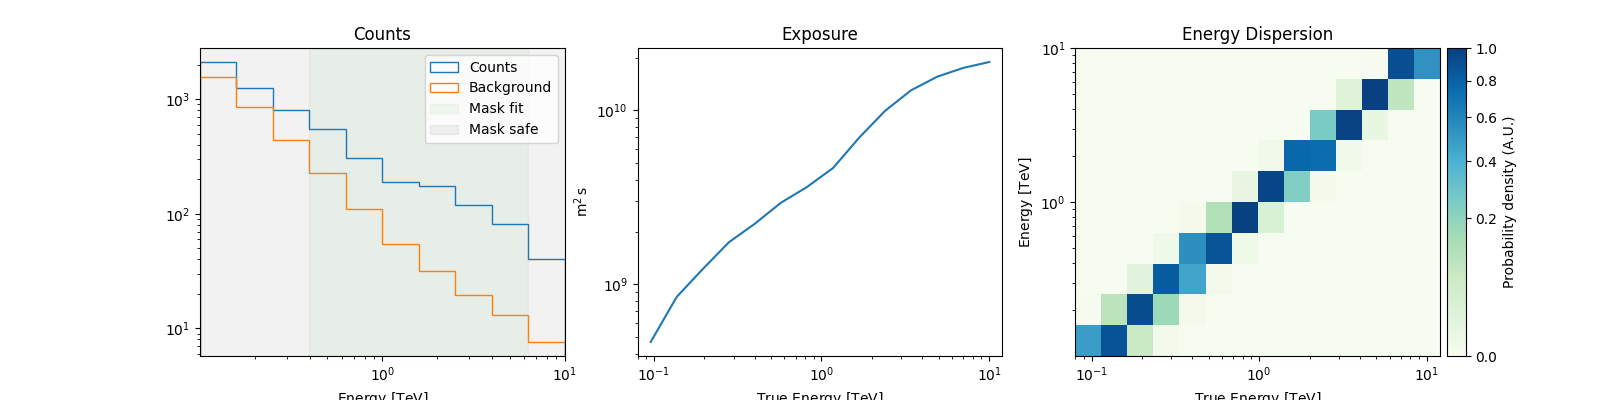 Counts
Counts
Background
Mask fit
Mask safe
10³
10²
10¹
10⁰
10¹
Energy [TeV]
Exposure
m² s
10¹⁰
10⁹
10⁻¹
10⁰
10¹
True Energy [TeV]
Energy Dispersion
Energy [TeV]
10¹
10⁰
10⁻¹
10⁰
10¹
True Energy [TeV]
1.0
0.8
0.6
0.4
0.2
0.0
Probability density (A.U.)